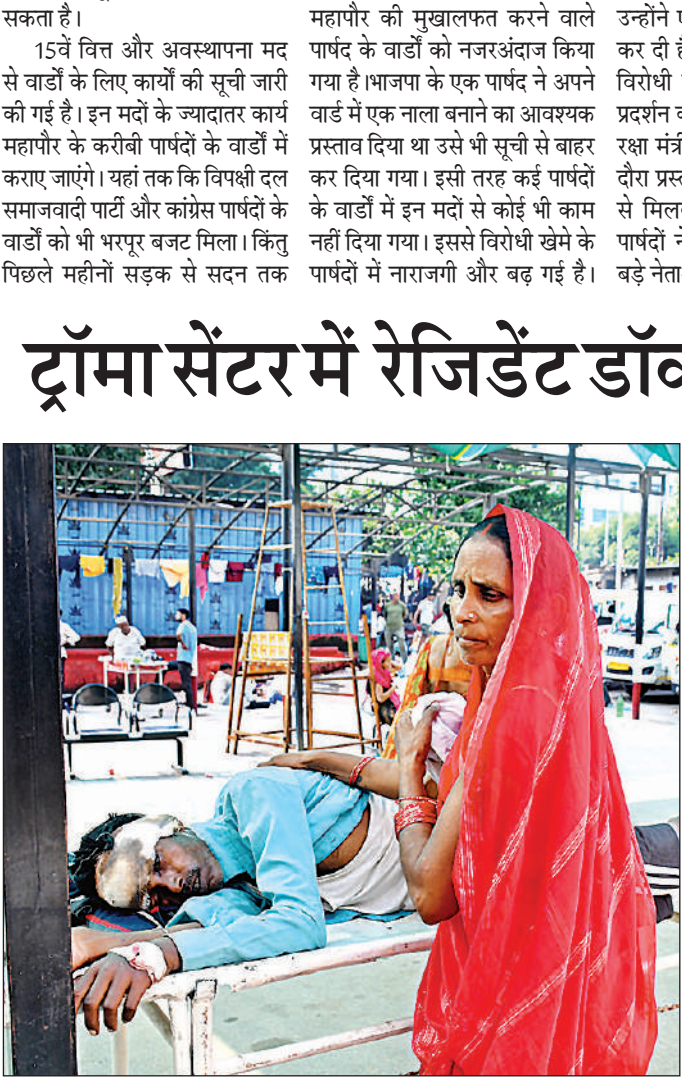 सकता है।
15वें वित्त और अवस्थापना मद
से वार्डों के लिए कार्यों की सूची जारी
की गई है। इन मदों के ज्यादातर कार्य
महापौर के करीबी पार्षदों के वार्डों में
कराए जाएंगे। यहां तक कि विपक्षी दल
समाजवादी पार्टी और कांग्रेस पार्षदों के
वार्डों को भी भरपूर बजट मिला। किंतु
पिछले महीनों सड़क से सदन तक
महापौर की मुखालफत करने वाले
पार्षद के वार्डों को नजरअंदाज किया
गया है।भाजपा के एक पार्षद ने अपने
वार्ड में एक नाला बनाने का आवश्यक
प्रस्ताव दिया था उसे भी सूची से बाहर
कर दिया गया। इसी तरह कई पार्षदों
के वार्डों में इन मदों से कोई भी काम
नहीं दिया गया। इससे विरोधी खेमे के
पार्षदों में नाराजगी और बढ़ गई है।
उन्होंने
कर दी
विरोधी
प्रदर्शन
रक्षा मंत्री
दौरा
से
पार्षदों
बड़े नेता
ट्रॉमा सेंटर में रेजिडेंट